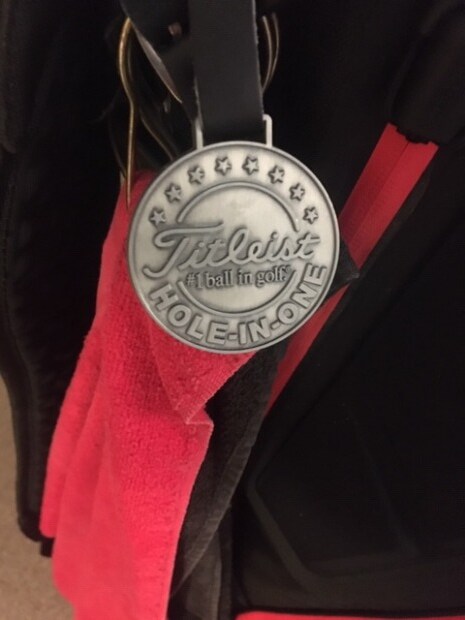 Titleist
#1 ball in golf®
HOLE-IN-ONE